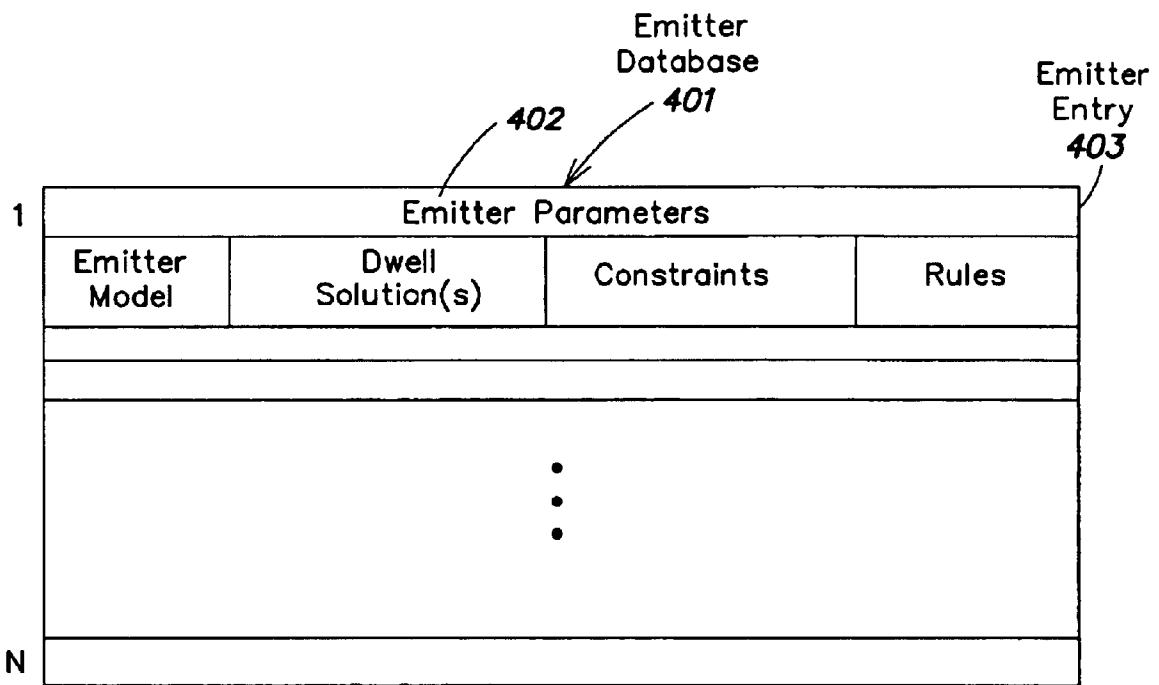 Emitter
Database
401
Emitter
Entry
403
402
1
Emitter Parameters
Emitter
Model
Dwell
Solution(s)
Constraints
Rules
N